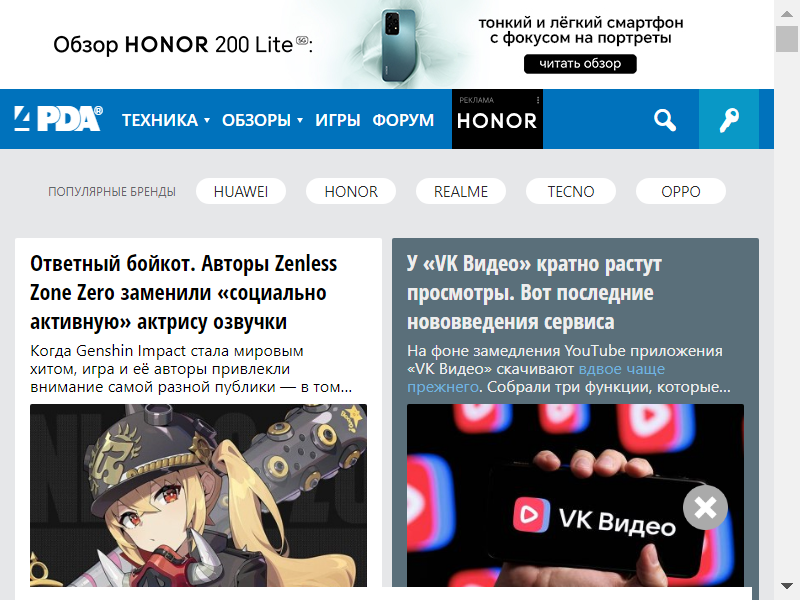 Обзор HONOR 200 Lite 5G:
тонкий и лёгкий смартфон
с фокусом на портреты
читать обзор
4PDA®
ТЕХНИКА
ОБЗОРЫ
ИГРЫ
ФОРУМ
РЕКЛАМА
HONOR
ПОПУЛЯРНЫЕ БРЕНДЫ
HUAWEI
HONOR
REALME
TECNO
OPPO
Ответный бойкот. Авторы Zenless
Zone Zero заменили «социально
активную» актрису озвучки
Когда Genshin Impact стала мировым
хитом, игра и её авторы привлекли
внимание самой разной публики — в том...
У «VK Видео» кратно растут
просмотры. Вот последние
нововведения сервиса
На фоне замедления YouTube приложения
«VK Видео» скачивают вдвое чаще
прежнего. Собрали три функции, которые...
VK Видео